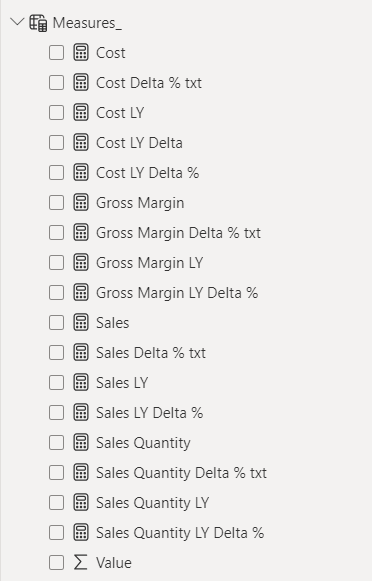 Measures_
Cost
Cost Delta % txt
Cost LY
Cost LY Delta
Cost LY Delta %
Gross Margin
Gross Margin Delta % txt
Gross Margin LY
Gross Margin LY Delta %
Sales
Sales Delta % txt
Sales LY
Sales LY Delta %
Sales Quantity
Sales Quantity Delta % txt
Sales Quantity LY
Sales Quantity LY Delta %
Value